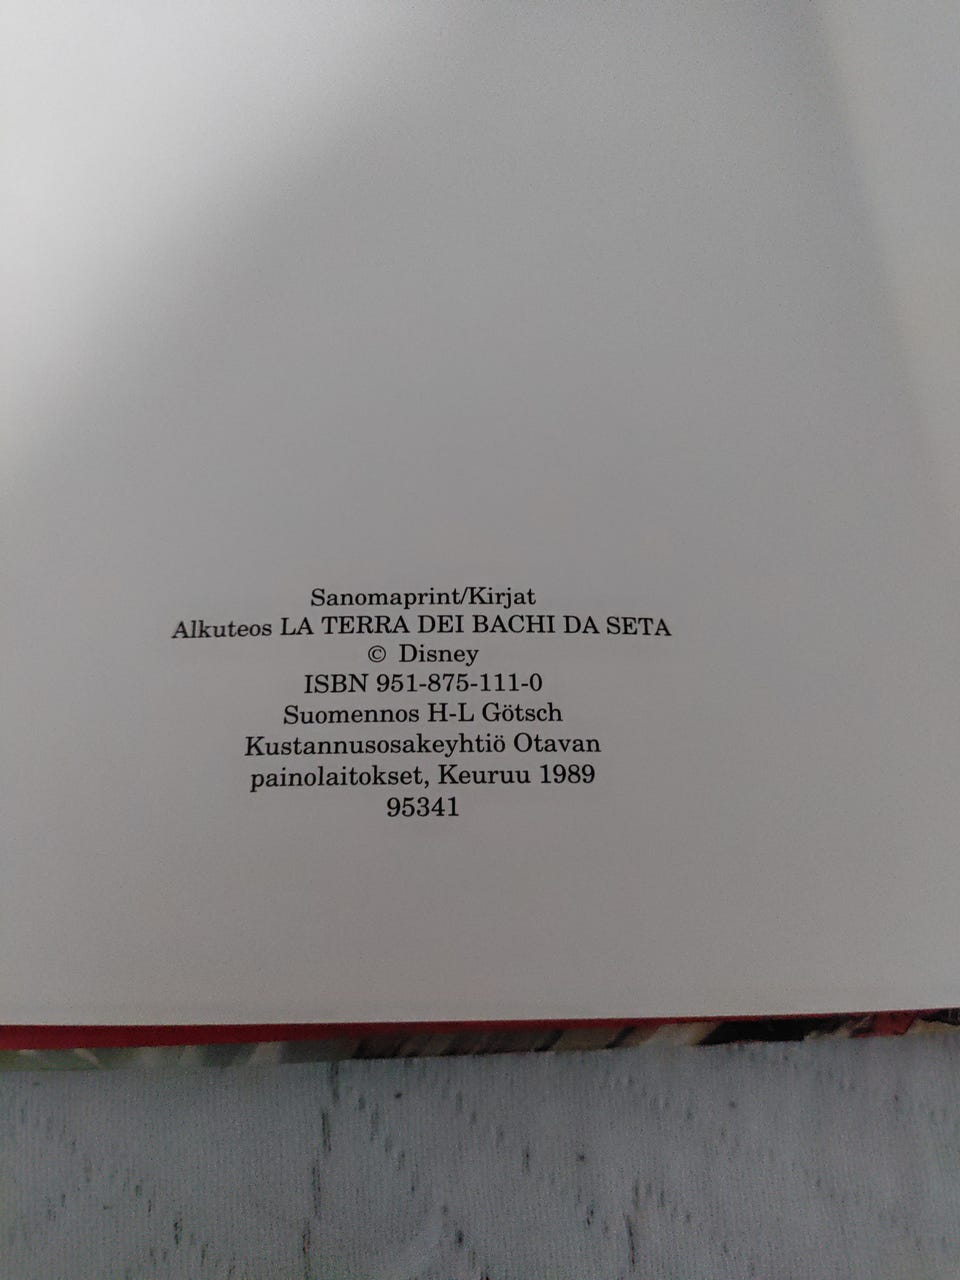 Sanomaprint/Kirjat
Alkuteos LA TERRA DEI BACHI DA SETA
© Disney
ISBN 951-875-111-0
Suomennos H-L Götsch
Kustannusosakeyhtiö Otavan
painolaitokset, Keuruu 1989
95341